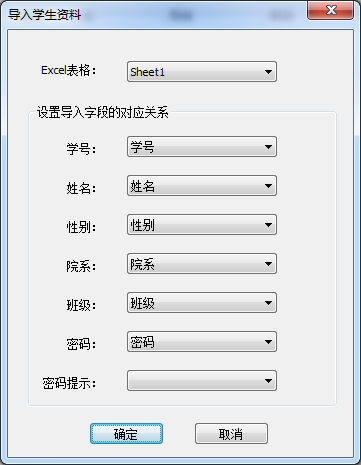 导入学生资料
Excel表格： Sheet1
设置导入字段的对应关系
学号： 学号
姓名： 姓名
性别： 性别
院系： 院系
班级： 班级
密码： 密码
密码提示：
确定 取消